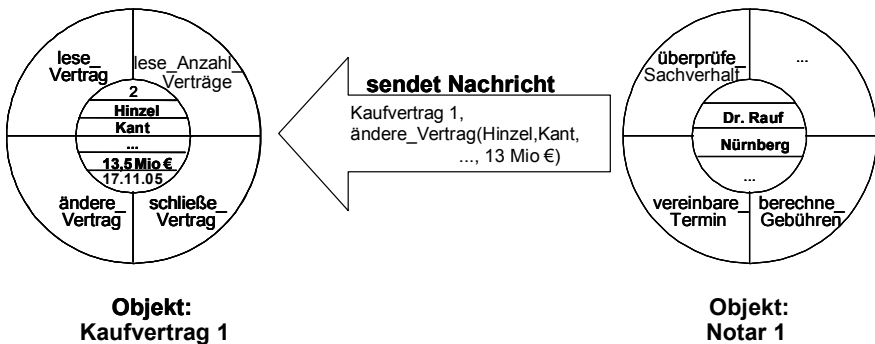 lese_
Vertrag
lese_Anzahl_
Verträge
2
Hinzel
Kant
...
13,5 Mio €
17.11.05
ändere_
Vertrag
schließe_
Vertrag
Objekt:
Kaufvertrag 1
sendet Nachricht
Kaufvertrag 1,
ändere_Vertrag(Hinzel,Kant,
..., 13 Mio €)
überprüfe_
Sachverhalt
...
Dr. Rauf
Nürnberg
...
vereinbare_
Termin
berechne_
Gebühren
Objekt:
Notar 1